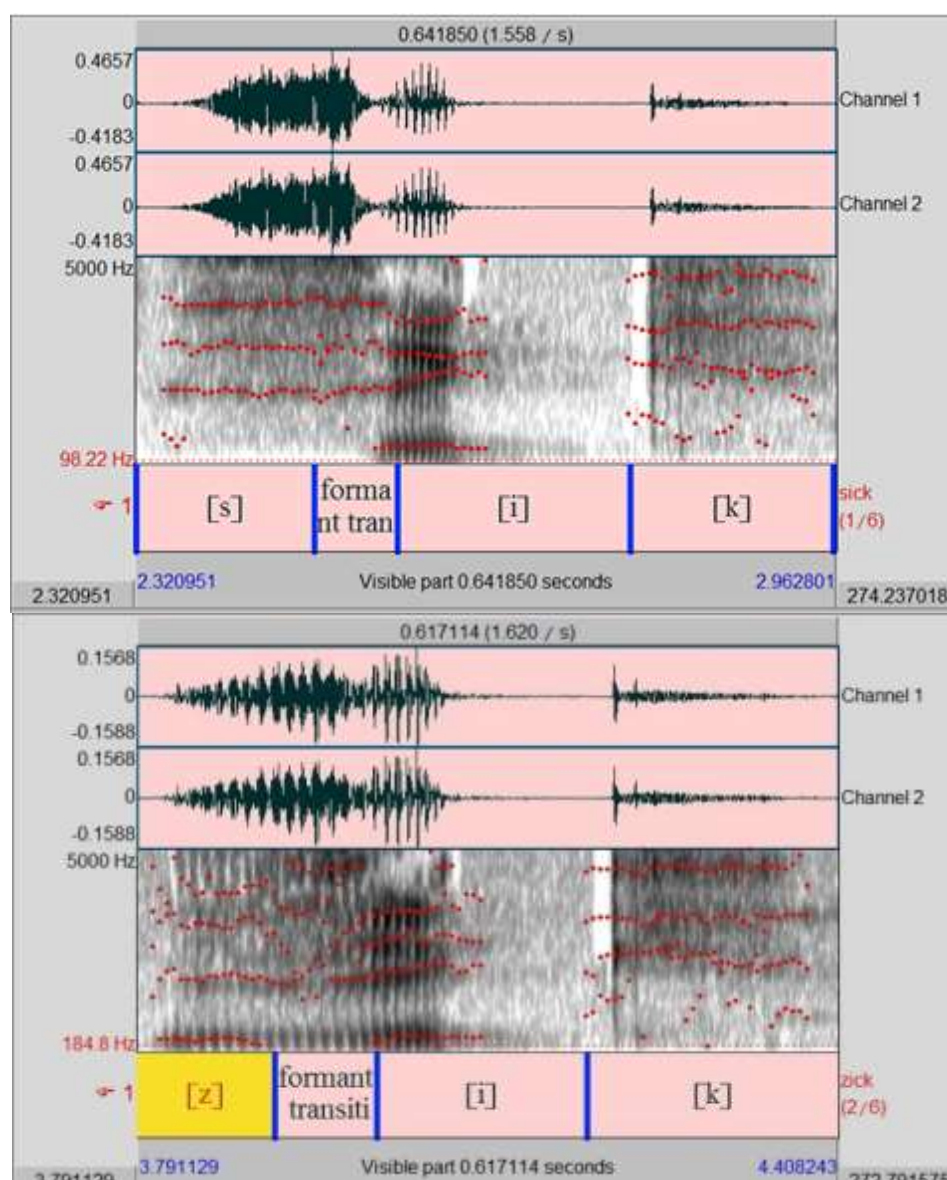 0.641850 (1.558 / s)
0.4657
0
-0.4183
Channel 1
0.4657
0
-0.4183
Channel 2
5000 Hz
98.22 Hz
☞ 1
[s]
forma
nt tran
[i]
[k]
sick
(1/6)
2.320951
2.320951
Visible part 0.641850 seconds
2.962801
274.237018
0.617114 (1.620 / s)
0.1568
0
-0.1588
Channel 1
0.1568
0
-0.1588
Channel 2
5000 Hz
184.8 Hz
☞ 1
[z]
formant
transiti
[i]
[k]
zick
(2/6)
3.791129
3.791129
Visible part 0.617114 seconds
4.408243